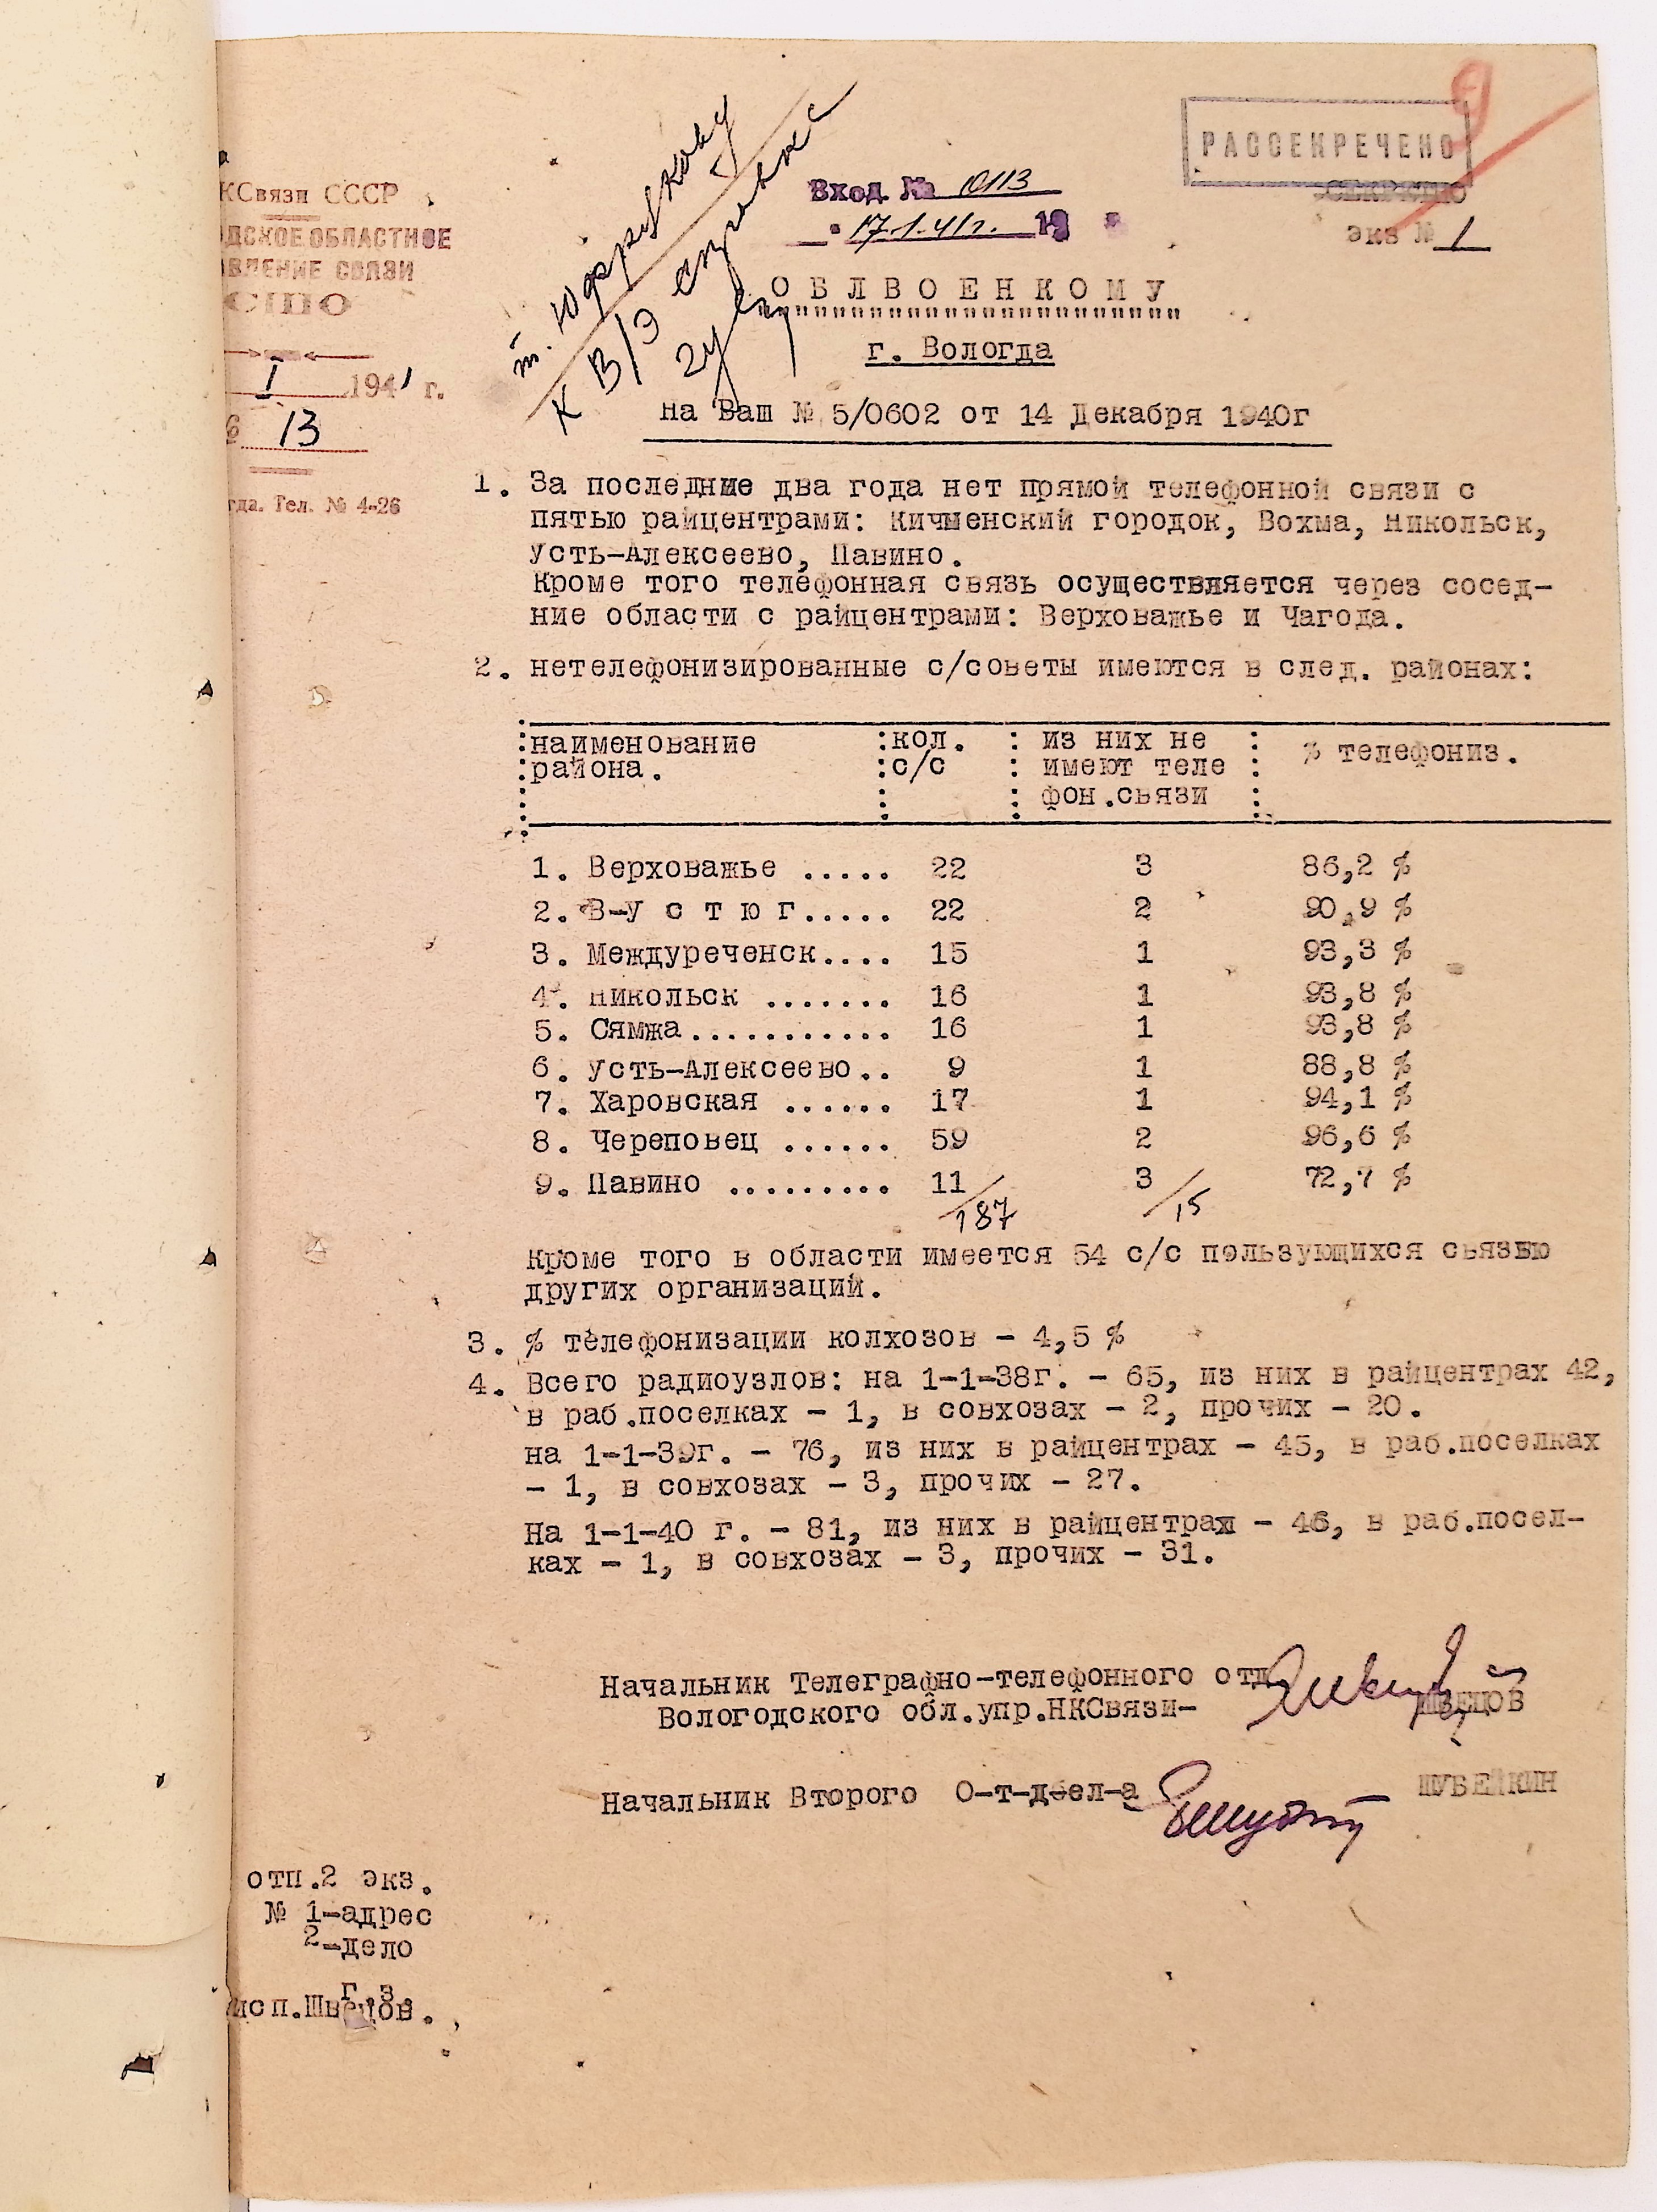 РАССЕКРЕЧЕНО
9
СЕКРЕТНО
экз № 1
Вход № 0113
17.1.41г. 19
КСвязи СССР
ДСКОЕ ОБЛАСТНОЕ
ВЛЕНИЕ СВЯЗИ
I 1941 г.
13
гда. Тел. № 4-26
К В/Э
О Б Л В О Е Н К О М У
г. Вологда
на Ваш № 5/0602 от 14 Декабря 1940г
1. За последние два года нет прямой телефонной связи с
пятью райцентрами: Кичменский городок, Вохма, Никольск,
Усть-Алексеево, Павино.
Кроме того телефонная связь осуществляется через сосед-
ние области с райцентрами: Верховажье и Чагода.
2. нетелефонизированные с/советы имеются в след. районах:
наименование района. кол. с/с из них не имеют теле фон.связи % телефониз.
1. Верховажье ..... 22 3 86,2 %
2. В-У с т ю г..... 22 2 90,9 %
3. Междуреченск.... 15 1 93,3 %
4. Никольск ....... 16 1 93,8 %
5. Сямжа........... 16 1 93,8 %
6. Усть-Алексеево.. 9 1 88,8 %
7. Харовская ...... 17 1 94,1 %
8. Череповец ...... 59 2 96,6 %
9. Павино ......... 11 3 72,7 %
187 15
Кроме того в области имеется 54 с/с пользующихся связью
других организаций.
3. % телефонизации колхозов - 4,5 %
4. Всего радиоузлов: на 1-1-38г. - 65, из них в райцентрах 42,
в раб.поселках - 1, в совхозах - 2, прочих - 20.
на 1-1-39г. - 76, из них в райцентрах - 45, в раб.поселках
- 1, в совхозах - 3, прочих - 27.
На 1-1-40 г. - 81, из них в райцентрах - 46, в раб.посел-
ках - 1, в совхозах - 3, прочих - 31.
Начальник Телеграфно-телефонного отд
Вологодского обл.упр.НКСвязи- ШВЕЦОВ
Начальник Второго О-т-деел-а ШУБЕЙКИН
отп.2 экз.
№ 1-адрес
2-дело
г.з.
исп.Швецов.